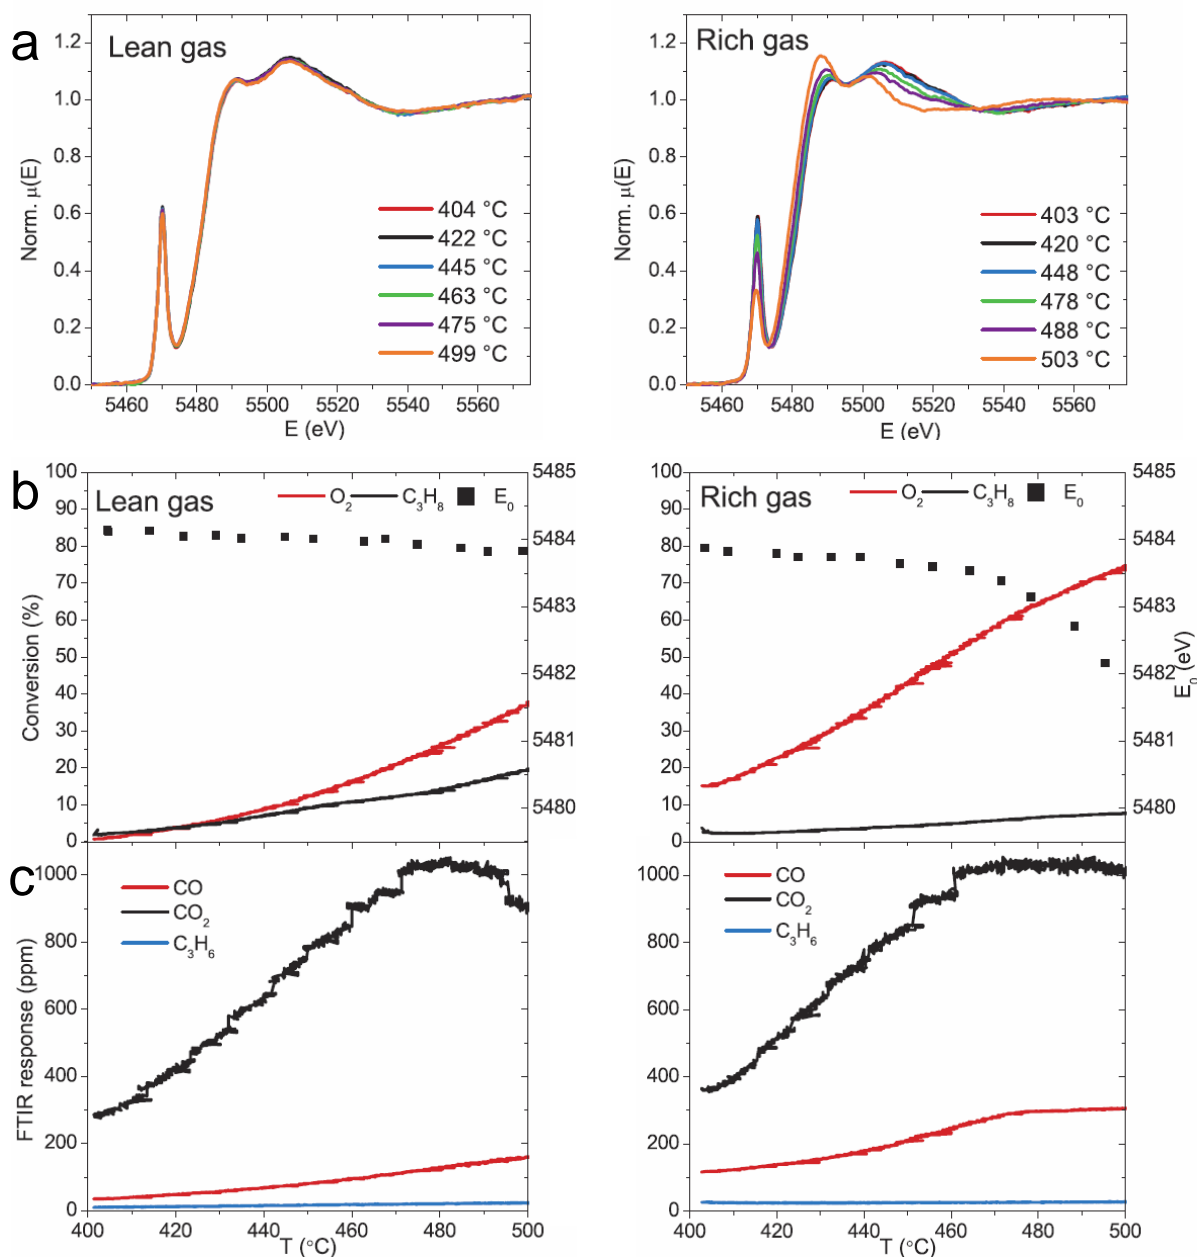 a
Lean gas
Norm. μ(E)
1.2
1.0
0.8
0.6
0.4
0.2
0.0
404 °C
422 °C
445 °C
463 °C
475 °C
499 °C
5460 5480 5500 5520 5540 5560
E (eV)
Rich gas
Norm. μ(E)
1.2
1.0
0.8
0.6
0.4
0.2
0.0
403 °C
420 °C
448 °C
478 °C
488 °C
503 °C
5460 5480 5500 5520 5540 5560
E (eV)
b
Lean gas
O₂ C₃H₈ E₀
Conversion (%)
100
90
80
70
60
50
40
30
20
10
0
5485
5484
5483
5482
5481
5480
Rich gas
O₂ C₃H₈ E₀
100
90
80
70
60
50
40
30
20
10
0
5485
5484
5483
5482
5481
5480
E₀ (eV)
c
FTIR response (ppm)
1000
800
600
400
200
0
CO
CO₂
C₃H₆
400 420 440 460 480 500
T (°C)
1000
800
600
400
200
0
CO
CO₂
C₃H₆
400 420 440 460 480 500
T (°C)